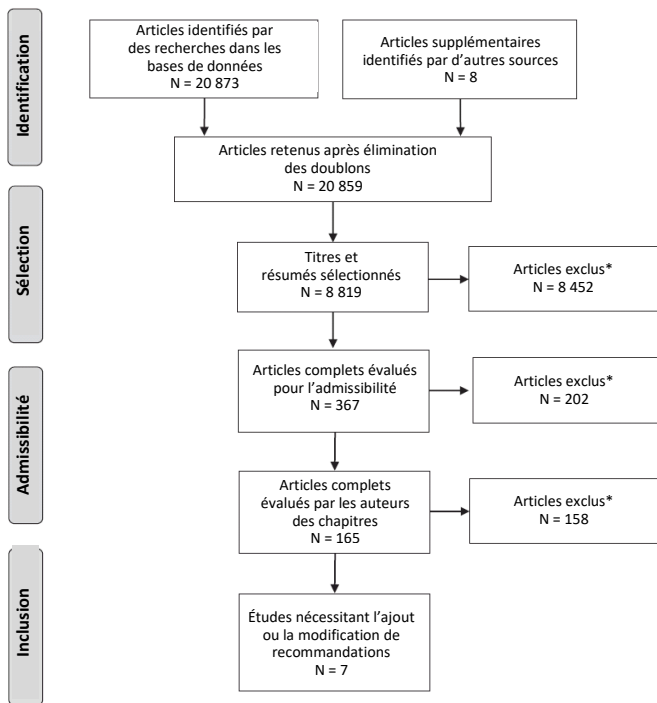 Identification
Articles identifiés par
des recherches dans les
bases de données
N = 20 873
Articles supplémentaires
identifiés par d'autres sources
N = 8
Articles retenus après élimination
des doublons
N = 20 859
Sélection
Titres et
résumés sélectionnés
N = 8 819
Articles exclus*
N = 8 452
Admissibilité
Articles complets évalués
pour l'admissibilité
N = 367
Articles exclus*
N = 202
Articles complets
évalués par les auteurs
des chapitres
N = 165
Articles exclus*
N = 158
Inclusion
Études nécessitant l'ajout
ou la modification de
recommandations
N = 7